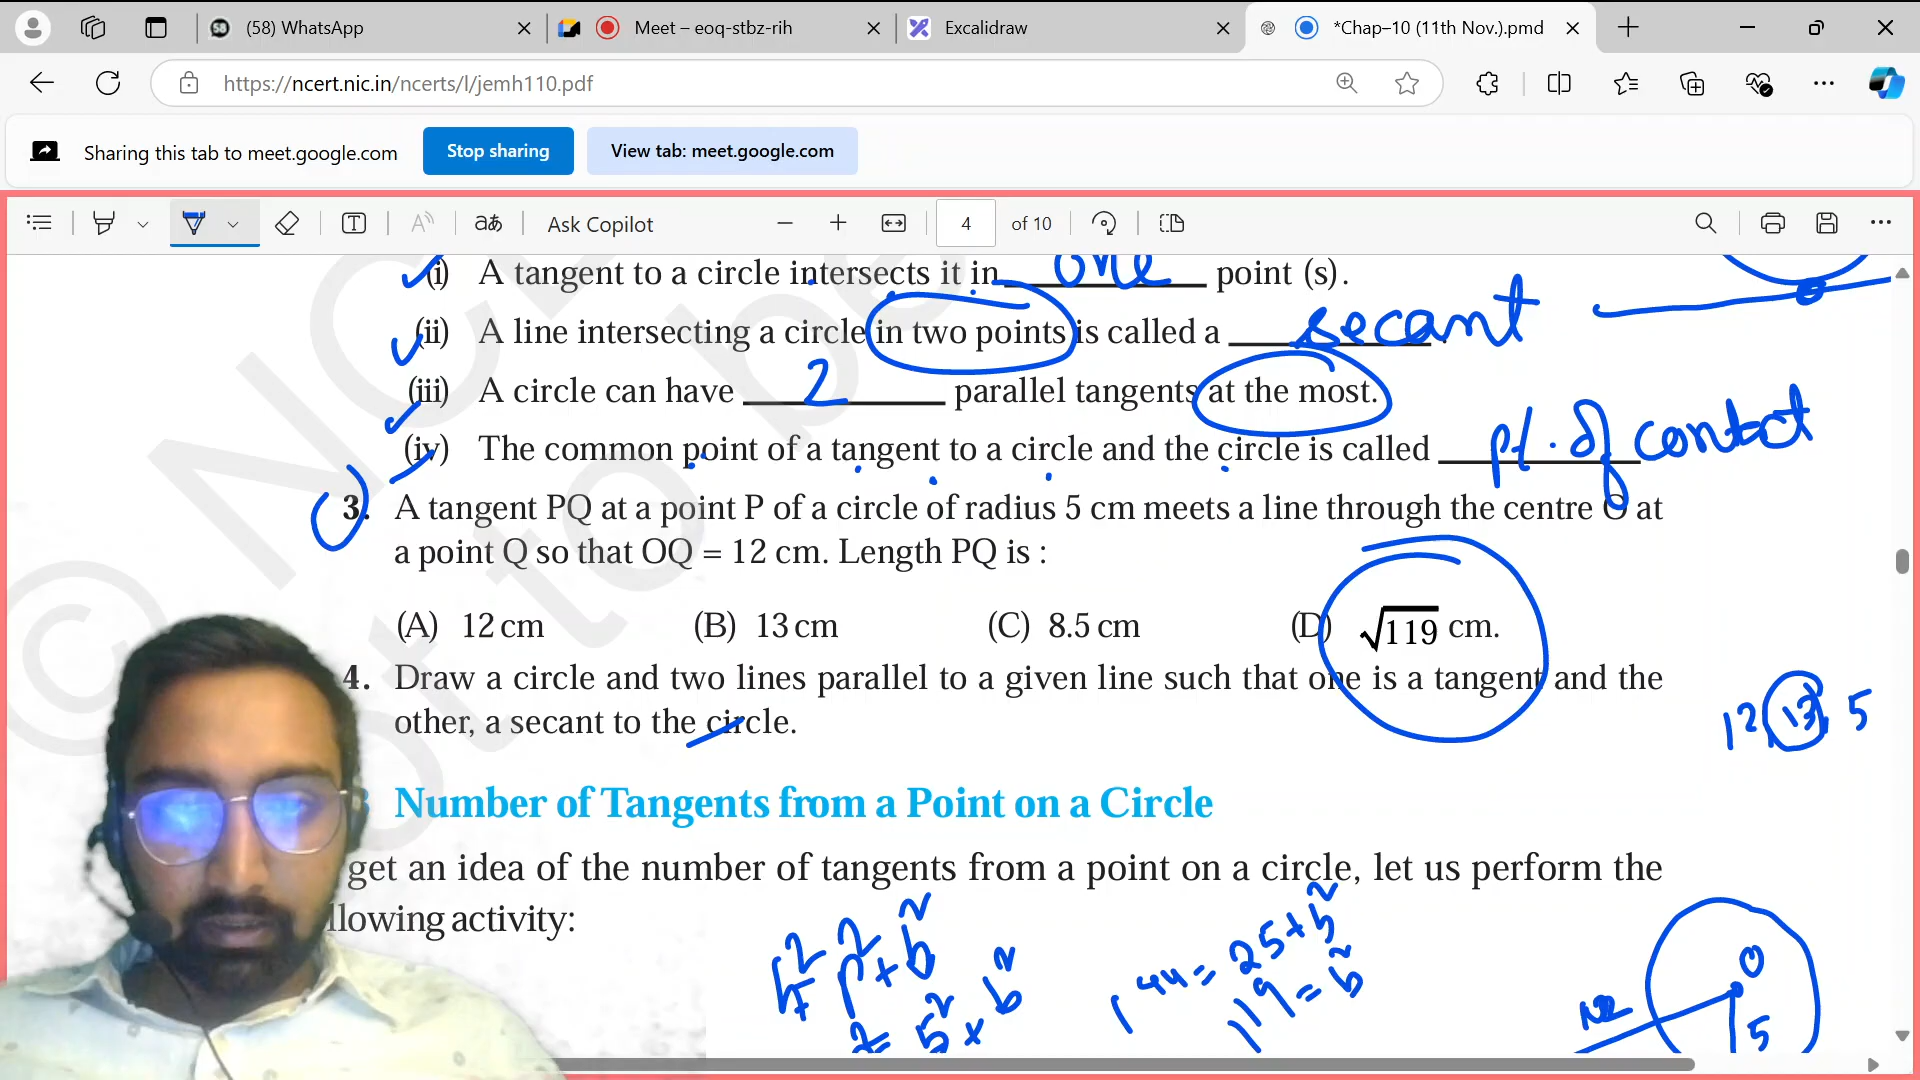 (58) WhatsApp
Meet – eoq-stbz-rih
Excalidraw
*Chap–10 (11th Nov.).pmd
https://ncert.nic.in/ncerts/l/jemh110.pdf
Sharing this tab to meet.google.com
Stop sharing
View tab: meet.google.com
Ask Copilot
4 of 10
(i) A tangent to a circle intersects it in one point (s).
(ii) A line intersecting a circle in two points is called a secant.
(iii) A circle can have 2 parallel tangents at the most.
(iv) The common point of a tangent to a circle and the circle is called pt. of contact
3. A tangent PQ at a point P of a circle of radius 5 cm meets a line through the centre O at
a point Q so that OQ = 12 cm. Length PQ is :
(A) 12 cm (B) 13 cm (C) 8.5 cm (D) √119 cm.
4. Draw a circle and two lines parallel to a given line such that one is a tangent and the
other, a secant to the circle.
12, 13, 5
Number of Tangents from a Point on a Circle
get an idea of the number of tangents from a point on a circle, let us perform the
llowing activity:
h² = p² + b²
144 = 25 + b²
119 = b²
O
5